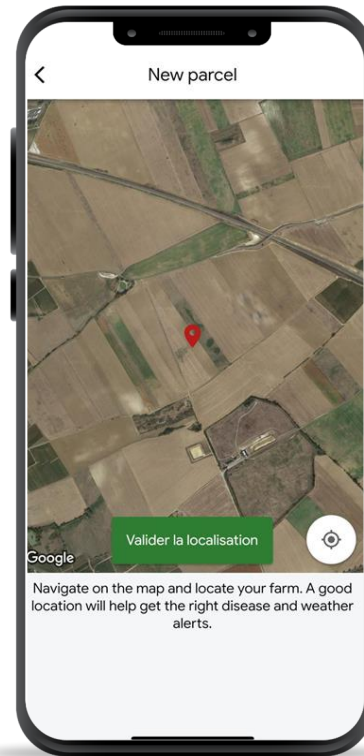 New parcel
Valider la localisation
Google
Navigate on the map and locate your farm. A good
location will help get the right disease and weather
alerts.